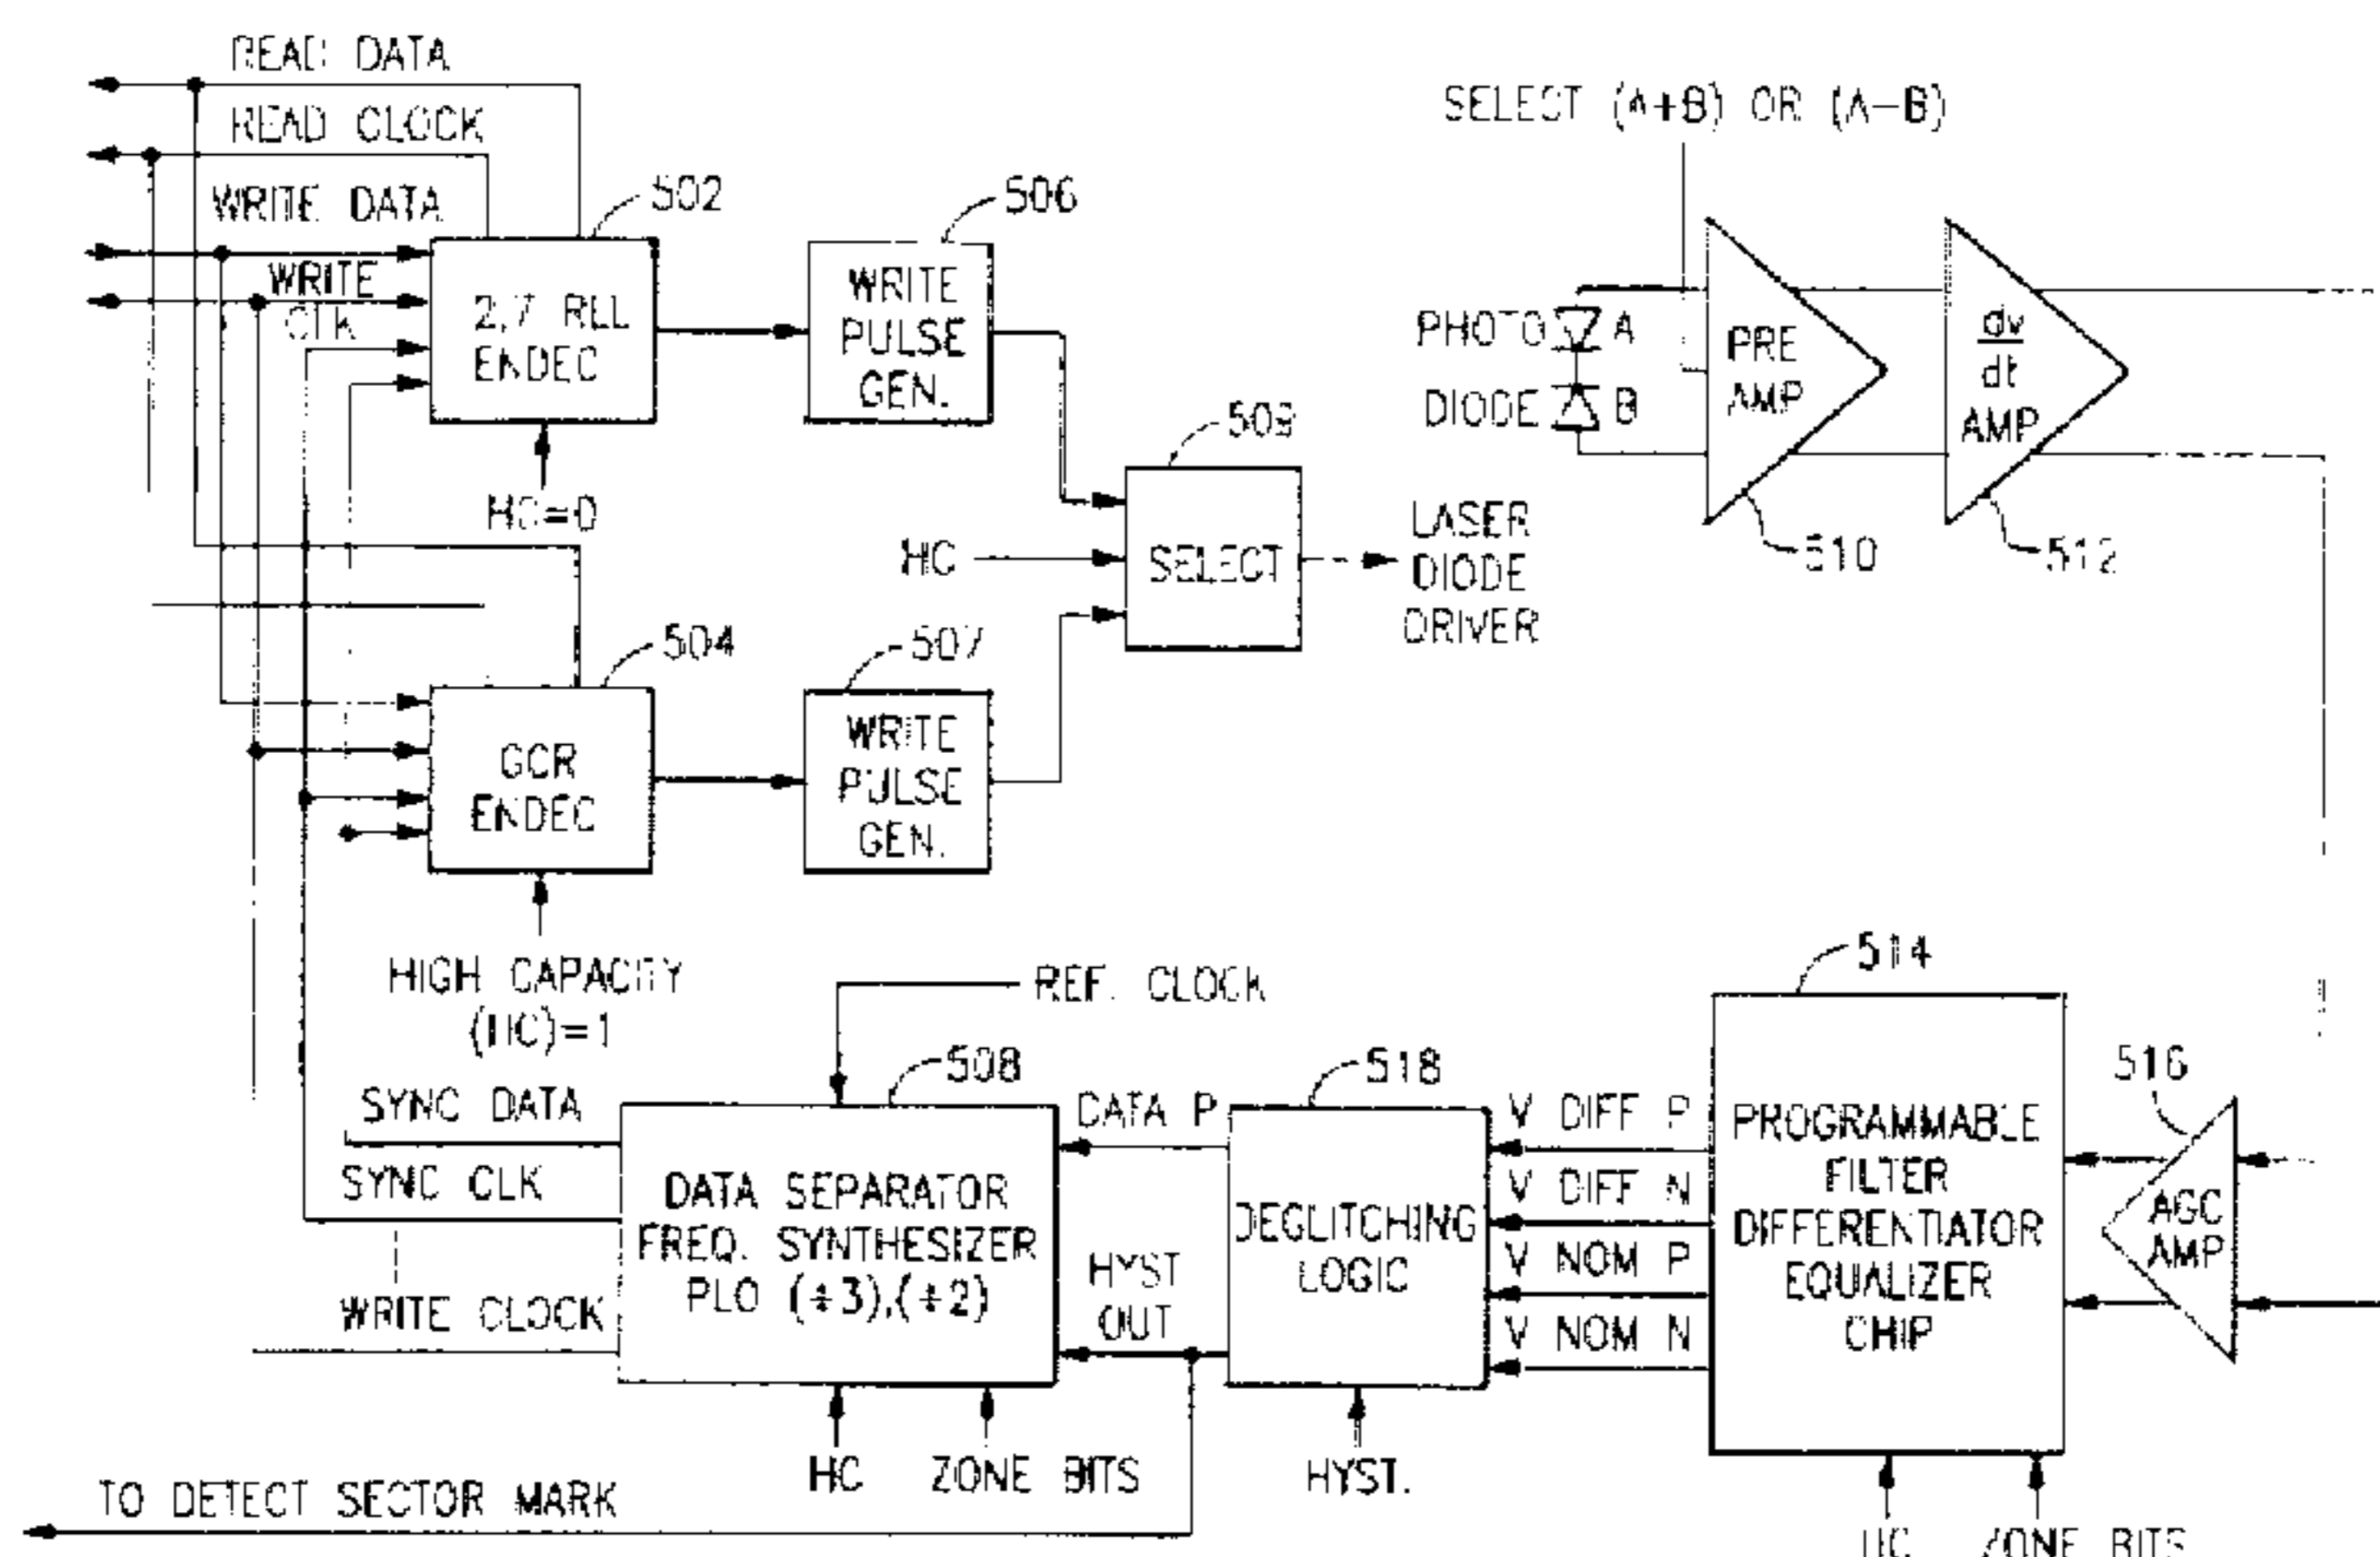 READ DATA
READ CLOCK
WRITE DATA
WRITE
CLK
502
2,7 RLL
ENDEC
HC=0
506
WRITE
PULSE
GEN.
SELECT (A+B) OR (A-B)
PHOTO
DIODE
A
B
PRE
AMP
510
dv
dt
AMP
512
509
HC
SELECT
LASER
DIODE
DRIVER
504
GCR
ENDEC
HIGH CAPACITY
(HC)=1
507
WRITE
PULSE
GEN.
REF. CLOCK
508
SYNC DATA
SYNC CLK
WRITE CLOCK
DATA SEPARATOR
FREQ. SYNTHESIZER
PLO (÷3),(÷2)
HC
ZONE BITS
DATA P
HYST
OUT
518
DEGLITCHING
LOGIC
HYST.
V DIFF P
V DIFF N
V NOM P
V NOM N
514
PROGRAMMABLE
FILTER
DIFFERENTIATOR
EQUALIZER
CHIP
HC
ZONE BITS
516
AGC
AMP
TO DETECT SECTOR MARK